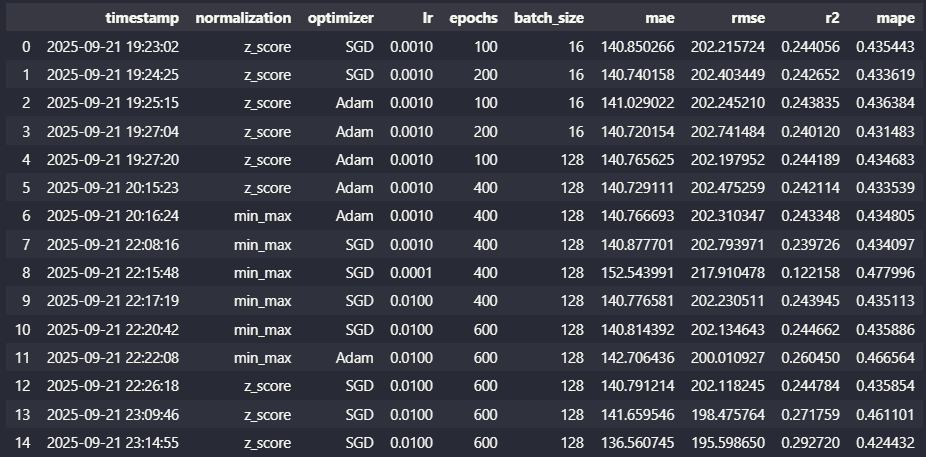 timestamp normalization optimizer lr epochs batch_size mae rmse r2 mape
0 2025-09-21 19:23:02 z_score SGD 0.0010 100 16 140.850266 202.215724 0.244056 0.435443
1 2025-09-21 19:24:25 z_score SGD 0.0010 200 16 140.740158 202.403449 0.242652 0.433619
2 2025-09-21 19:25:15 z_score Adam 0.0010 100 16 141.029022 202.245210 0.243835 0.436384
3 2025-09-21 19:27:04 z_score Adam 0.0010 200 16 140.720154 202.741484 0.240120 0.431483
4 2025-09-21 19:27:20 z_score Adam 0.0010 100 128 140.765625 202.197952 0.244189 0.434683
5 2025-09-21 20:15:23 z_score Adam 0.0010 400 128 140.729111 202.475259 0.242114 0.433539
6 2025-09-21 20:16:24 min_max Adam 0.0010 400 128 140.766693 202.310347 0.243348 0.434805
7 2025-09-21 22:08:16 min_max SGD 0.0010 400 128 140.877701 202.793971 0.239726 0.434097
8 2025-09-21 22:15:48 min_max SGD 0.0001 400 128 152.543991 217.910478 0.122158 0.477996
9 2025-09-21 22:17:19 min_max SGD 0.0100 400 128 140.776581 202.230511 0.243945 0.435113
10 2025-09-21 22:20:42 min_max SGD 0.0100 600 128 140.814392 202.134643 0.244662 0.435886
11 2025-09-21 22:22:08 min_max Adam 0.0100 600 128 142.706436 200.010927 0.260450 0.466564
12 2025-09-21 22:26:18 z_score SGD 0.0100 600 128 140.791214 202.118245 0.244784 0.435854
13 2025-09-21 23:09:46 z_score SGD 0.0100 600 128 141.659546 198.475764 0.271759 0.461101
14 2025-09-21 23:14:55 z_score SGD 0.0100 600 128 136.560745 195.598650 0.292720 0.424432